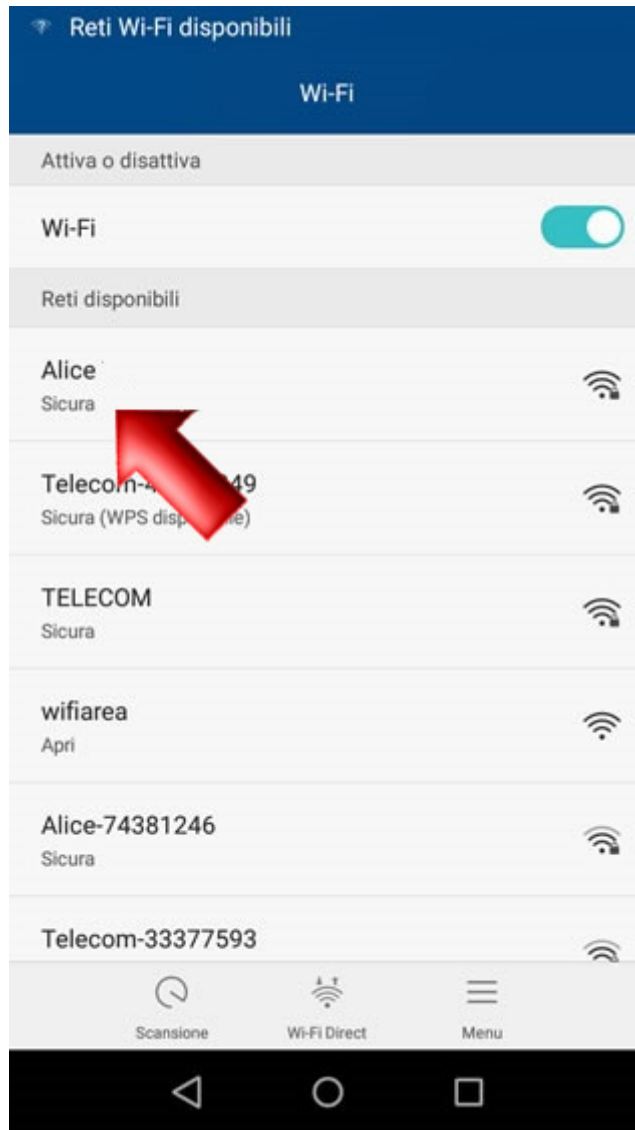 Reti Wi-Fi disponibili
Wi-Fi
Attiva o disattiva
Wi-Fi
Reti disponibili
Alice
Sicura
Sicura (WPS
TELECOM
Sicura
wifiarea
Apri
Alice-74381246
Sicura
Telecom-33377593
Scansione
Wi-Fi Direct
Menu